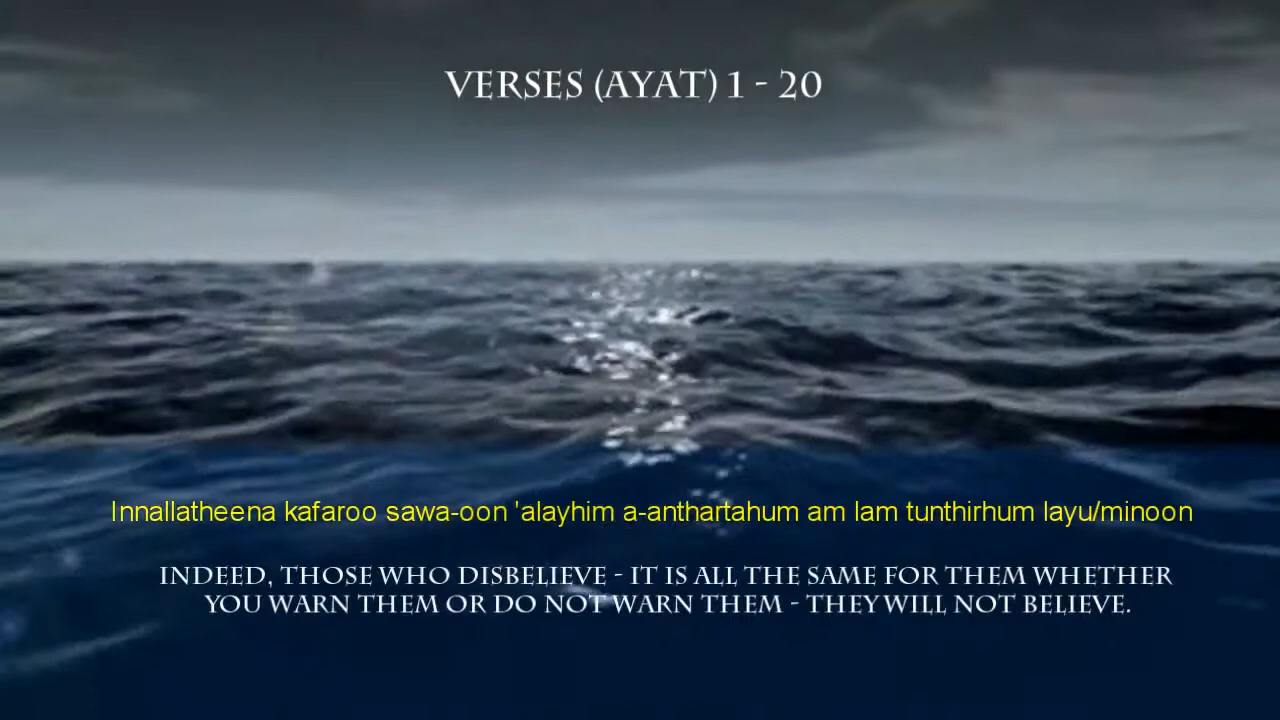 VERSES (AYAT) 1 - 20
Innallatheena kafaroo sawa-oon 'alayhim a-anthartahum am lam tunthirhum layu/minoon
INDEED, THOSE WHO DISBELIEVE - IT IS ALL THE SAME FOR THEM WHETHER
YOU WARN THEM OR DO NOT WARN THEM - THEY WILL NOT BELIEVE.